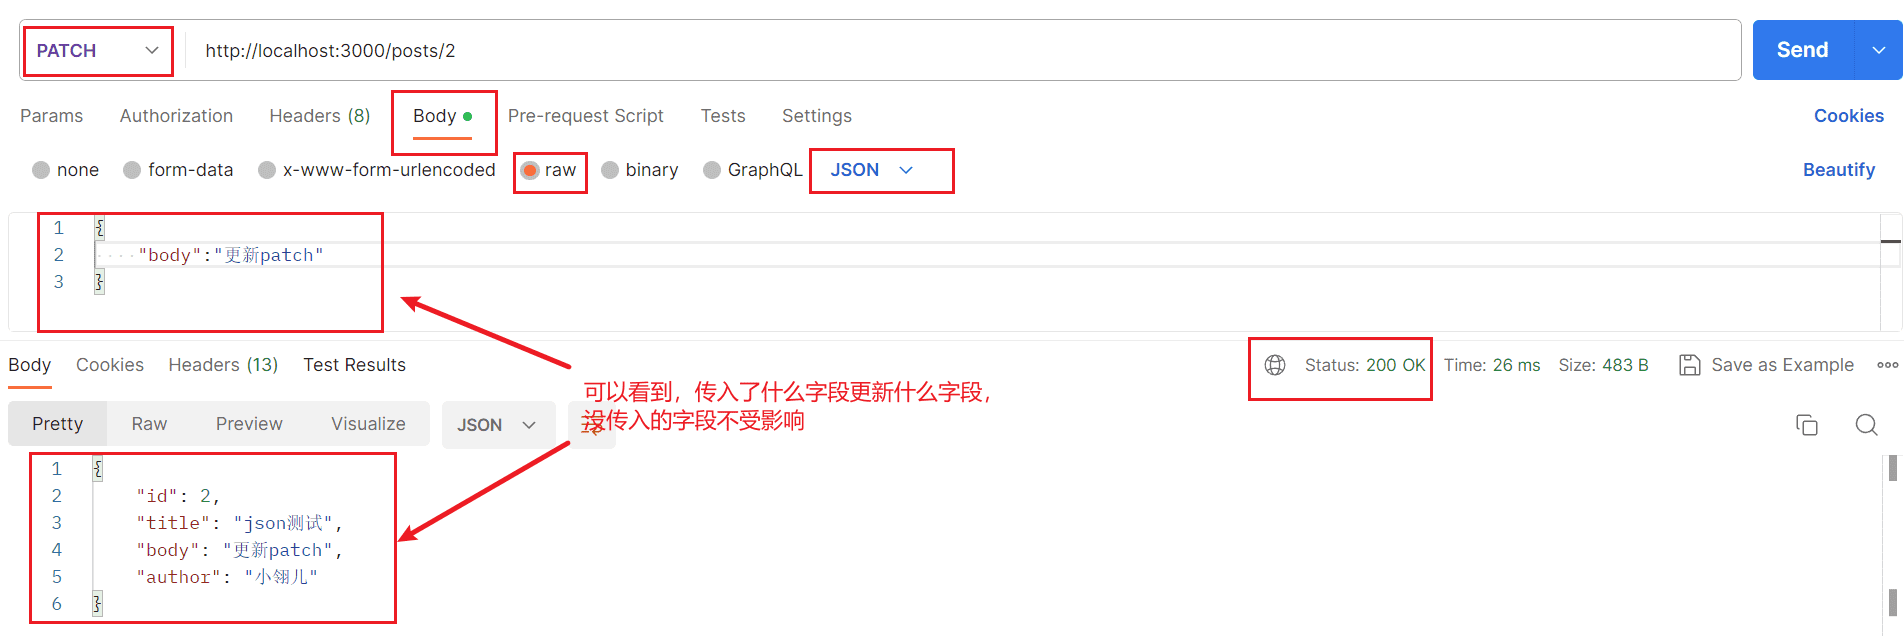 PATCH http://localhost:3000/posts/2 Send
Params Authorization Headers (8) Body Pre-request Script Tests Settings Cookies
none form-data x-www-form-urlencoded raw binary GraphQL JSON Beautify
1 {
2 "body":"更新patch"
3 }
Body Cookies Headers (13) Test Results Status: 200 OK Time: 26 ms Size: 483 B Save as Example
可以看到，传入了什么字段更新什么字段，
没传入的字段不受影响
Pretty Raw Preview Visualize JSON
1 {
2 "id": 2,
3 "title": "json测试",
4 "body": "更新patch",
5 "author": "小翎儿"
6 }